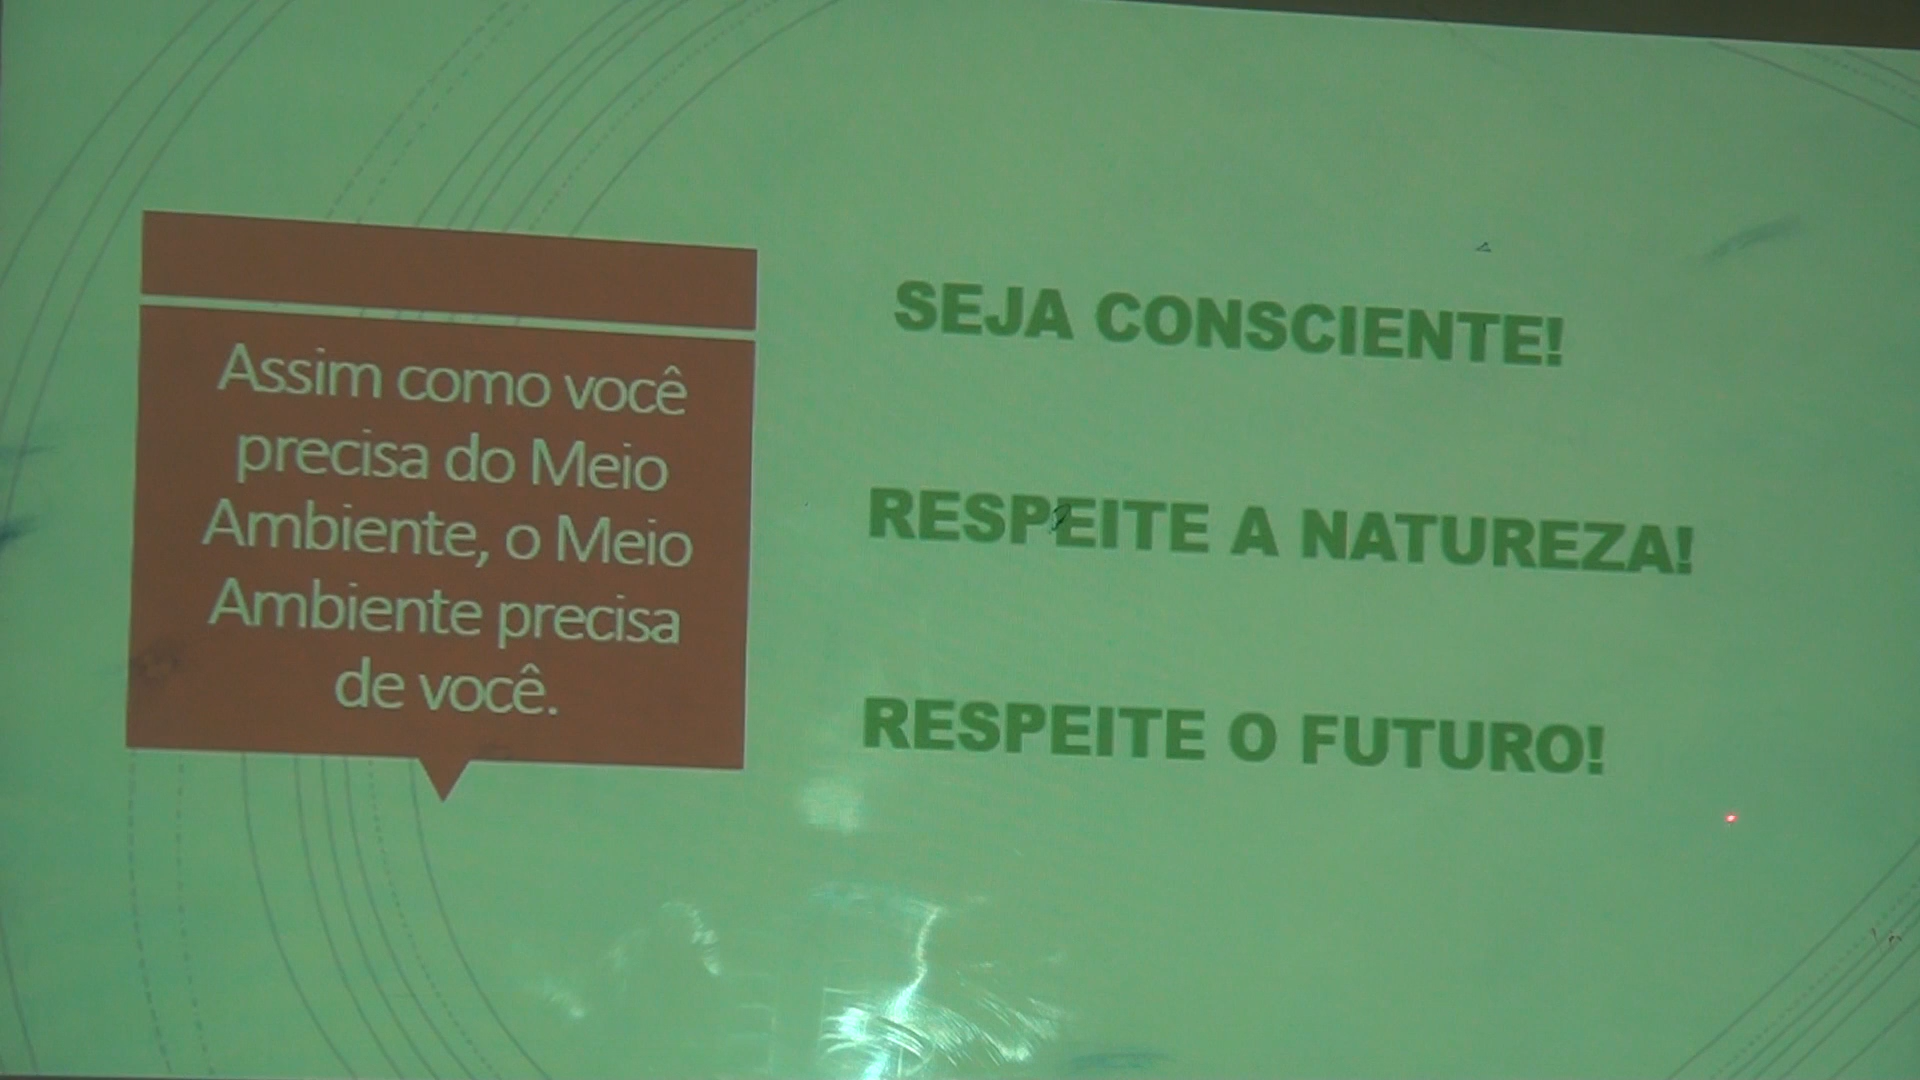 Assim como você
precisa do Meio
Ambiente, o Meio
Ambiente precisa
de você.
SEJA CONSCIENTE!
RESPEITE A NATUREZA!
RESPEITE O FUTURO!